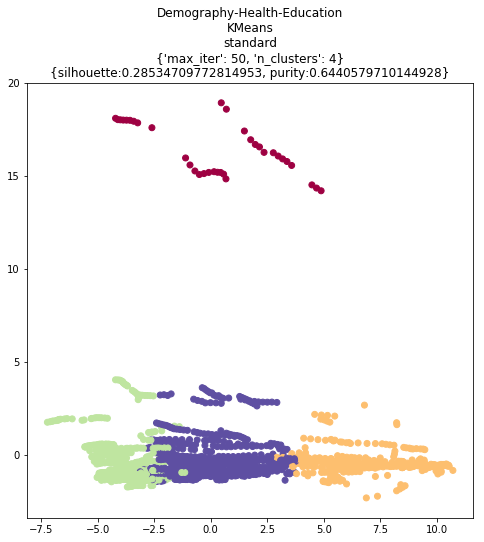 Demography-Health-Education
KMeans
standard
{'max_iter': 50, 'n_clusters': 4}
{silhouette:0.28534709772814953, purity:0.6440579710144928}
20
15
10
5
0
−7.5 −5.0 −2.5 0.0 2.5 5.0 7.5 10.0